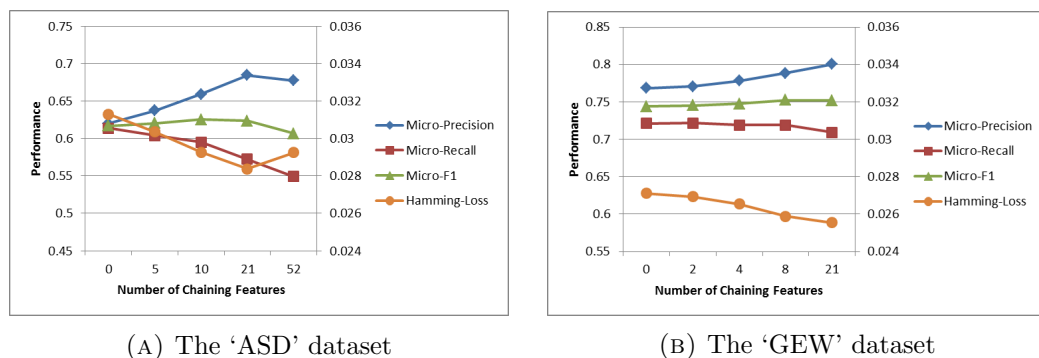 0.75
0.7
0.65
0.6
0.55
0.5
0.45
Performance
0.036
0.034
0.032
0.03
0.028
0.026
0.024
0 5 10 21 52
Number of Chaining Features
Micro-Precision
Micro-Recall
Micro-F1
Hamming-Loss
(A) The ‘ASD’ dataset
0.85
0.8
0.75
0.7
0.65
0.6
0.55
Performance
0.036
0.034
0.032
0.03
0.028
0.026
0.024
0 2 4 8 21
Number of Chaining Features
Micro-Precision
Micro-Recall
Micro-F1
Hamming-Loss
(B) The ‘GEW’ dataset